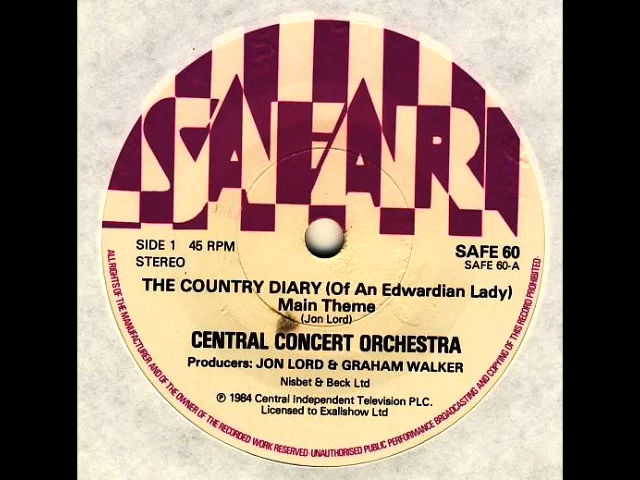 SAFARI
SIDE 1 45 RPM
STEREO
SAFE 60
SAFE 60-A
THE COUNTRY DIARY (Of An Edwardian Lady)
Main Theme
(Jon Lord)
CENTRAL CONCERT ORCHESTRA
Producers: JON LORD & GRAHAM WALKER
Nisbet & Beck Ltd
℗ 1984 Central Independent Television PLC.
Licensed to Exallshow Ltd
ALL RIGHTS OF THE MANUFACTURER AND OF THE OWNER OF THE RECORDED WORK RESERVED · UNAUTHORISED PUBLIC PERFORMANCE BROADCASTING AND COPYING OF THIS RECORD PROHIBITED ·